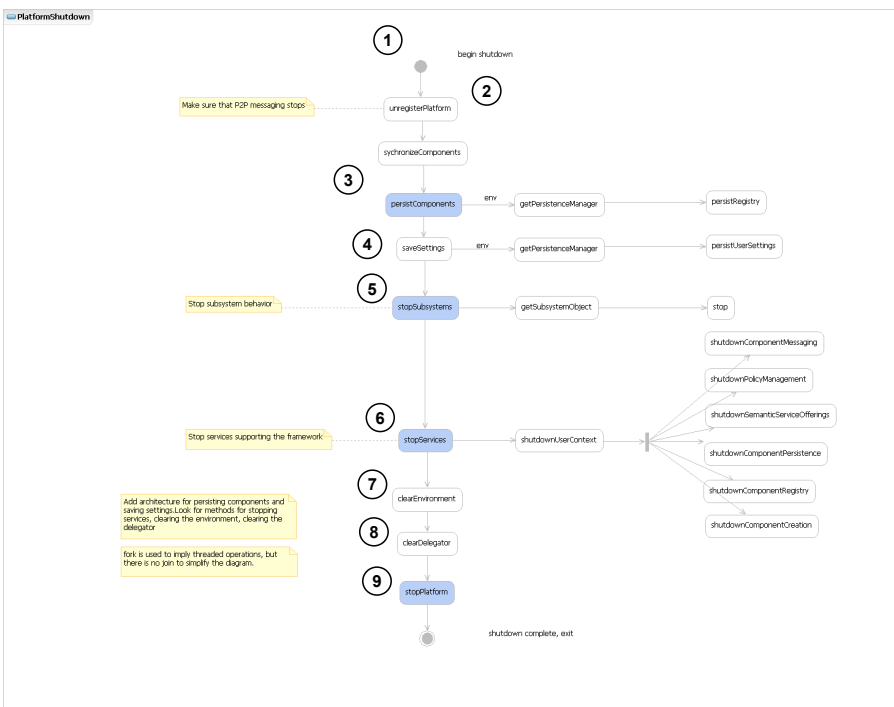 PlatformShutdown
1
begin shutdown
2
Make sure that P2P messaging stops
unregisterPlatform
sychronizeComponents
3
persistComponents
env
getPersistenceManager
persistRegistry
4
saveSettings
env
getPersistenceManager
persistUserSettings
5
Stop subsystem behavior
stopSubsystems
getSubsystemObject
stop
shutdownComponentMessaging
shutdownPolicyManagement
shutdownSemanticServiceOfferings
6
Stop services supporting the framework
stopServices
shutdownUserContext
shutdownComponentPersistence
shutdownComponentRegistry
shutdownComponentCreation
7
clearEnvironment
Add architecture for persisting components and
saving settings.Look for methods for stopping
services, clearing the environment, clearing the
delegator
8
clearDelegator
fork is used to imply threaded operations, but
there is no join to simplify the diagram.
9
stopPlatform
shutdown complete, exit